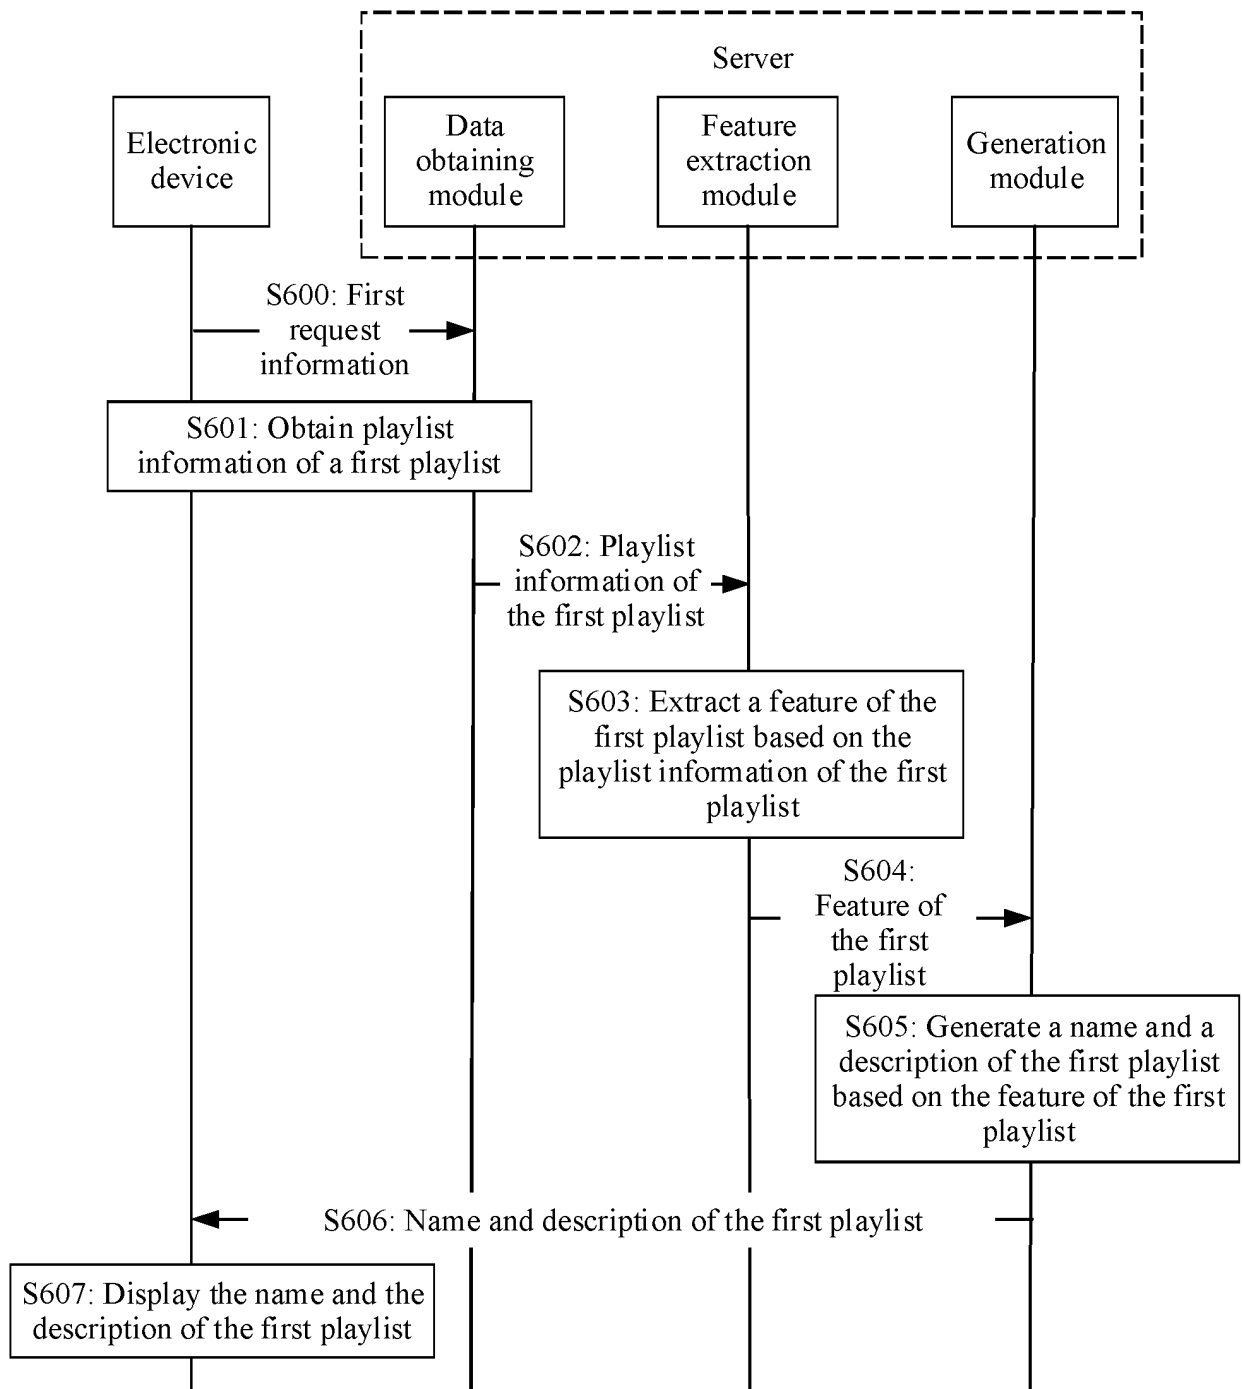 Server
Electronic
device
Data
obtaining
module
Feature
extraction
module
Generation
module
S600: First
request
information
S601: Obtain playlist
information of a first playlist
S602: Playlist
information of
the first playlist
S603: Extract a feature of the
first playlist based on the
playlist information of the first
playlist
S604:
Feature of
the first
playlist
S605: Generate a name and a
description of the first playlist
based on the feature of the first
playlist
S606: Name and description of the first playlist
S607: Display the name and the
description of the first playlist